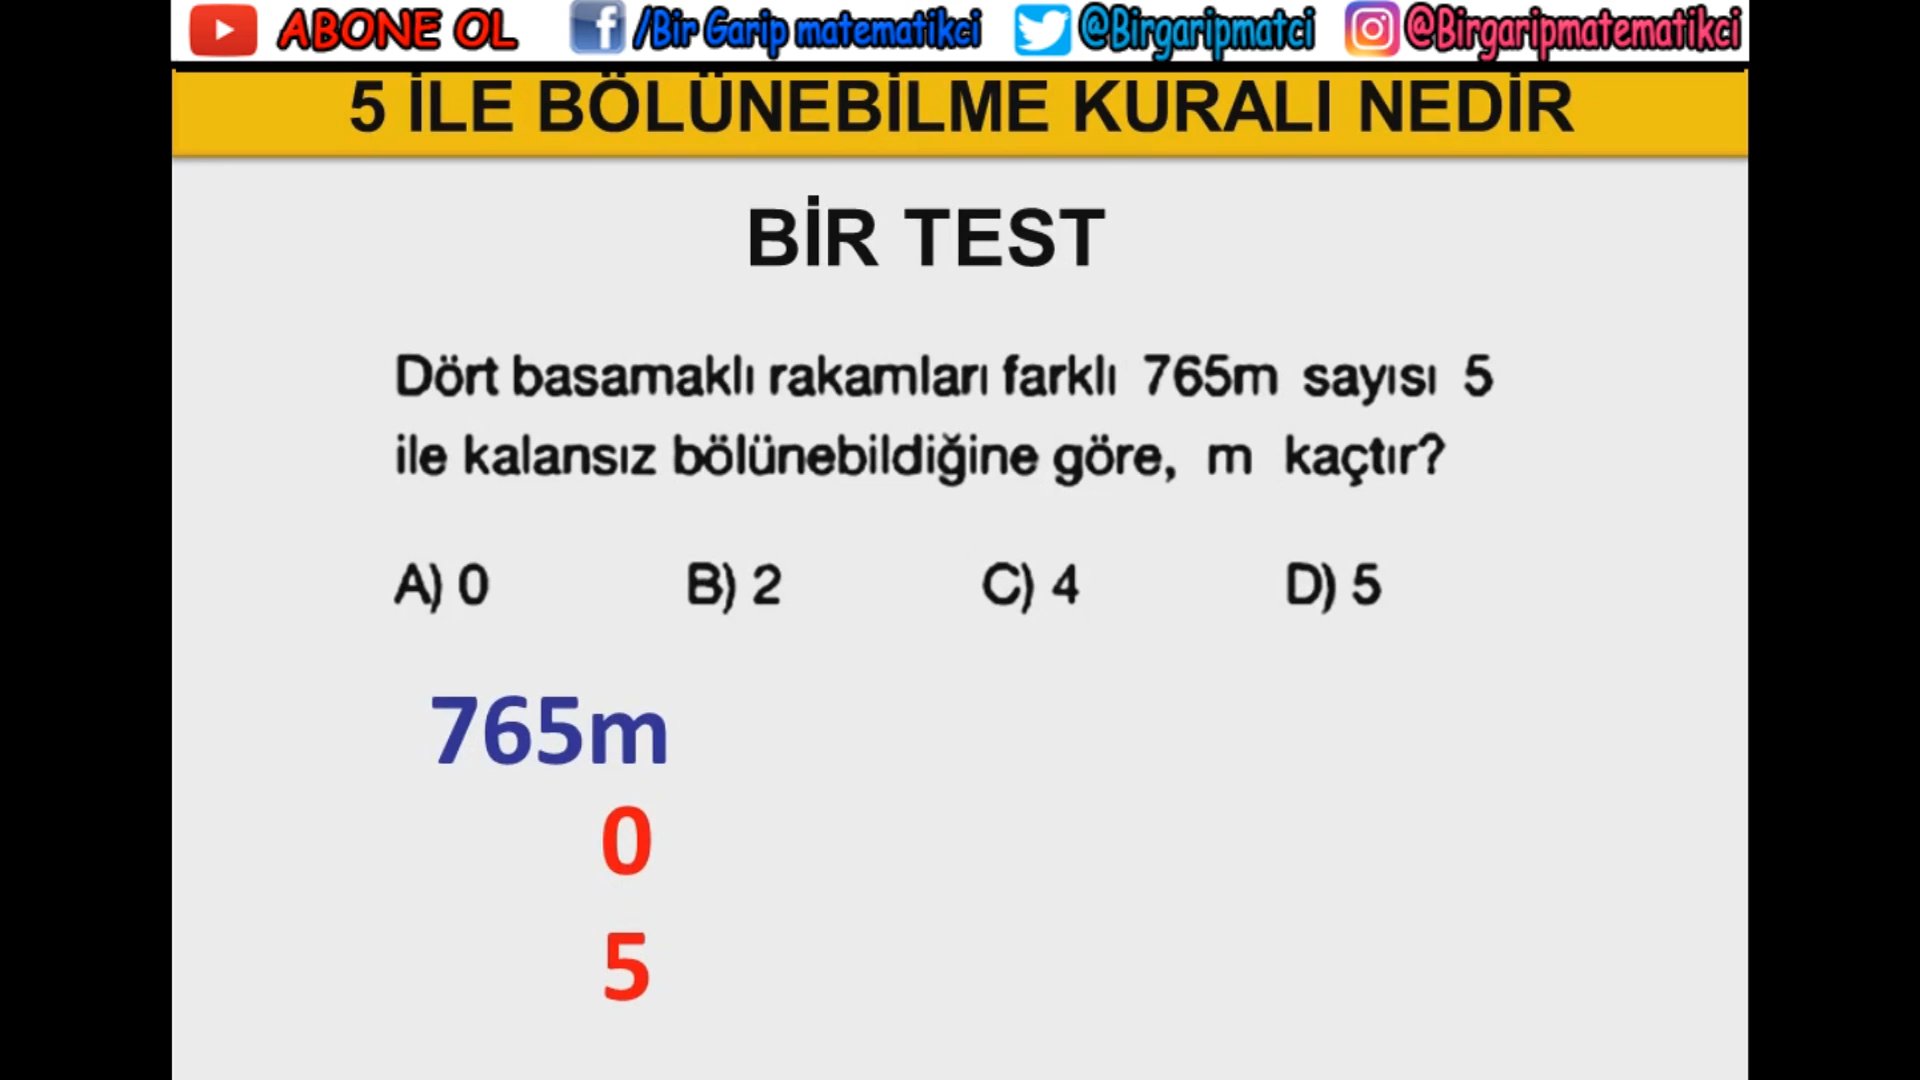 ABONE OL /Bir Garip matematikci @Birgaripmatci @Birgaripmatematikci
5 İLE BÖLÜNEBİLME KURALI NEDİR
BİR TEST
Dört basamaklı rakamları farklı 765m sayısı 5
ile kalansız bölünebildiğine göre, m kaçtır?
A) 0 B) 2 C) 4 D) 5
765m
0
5